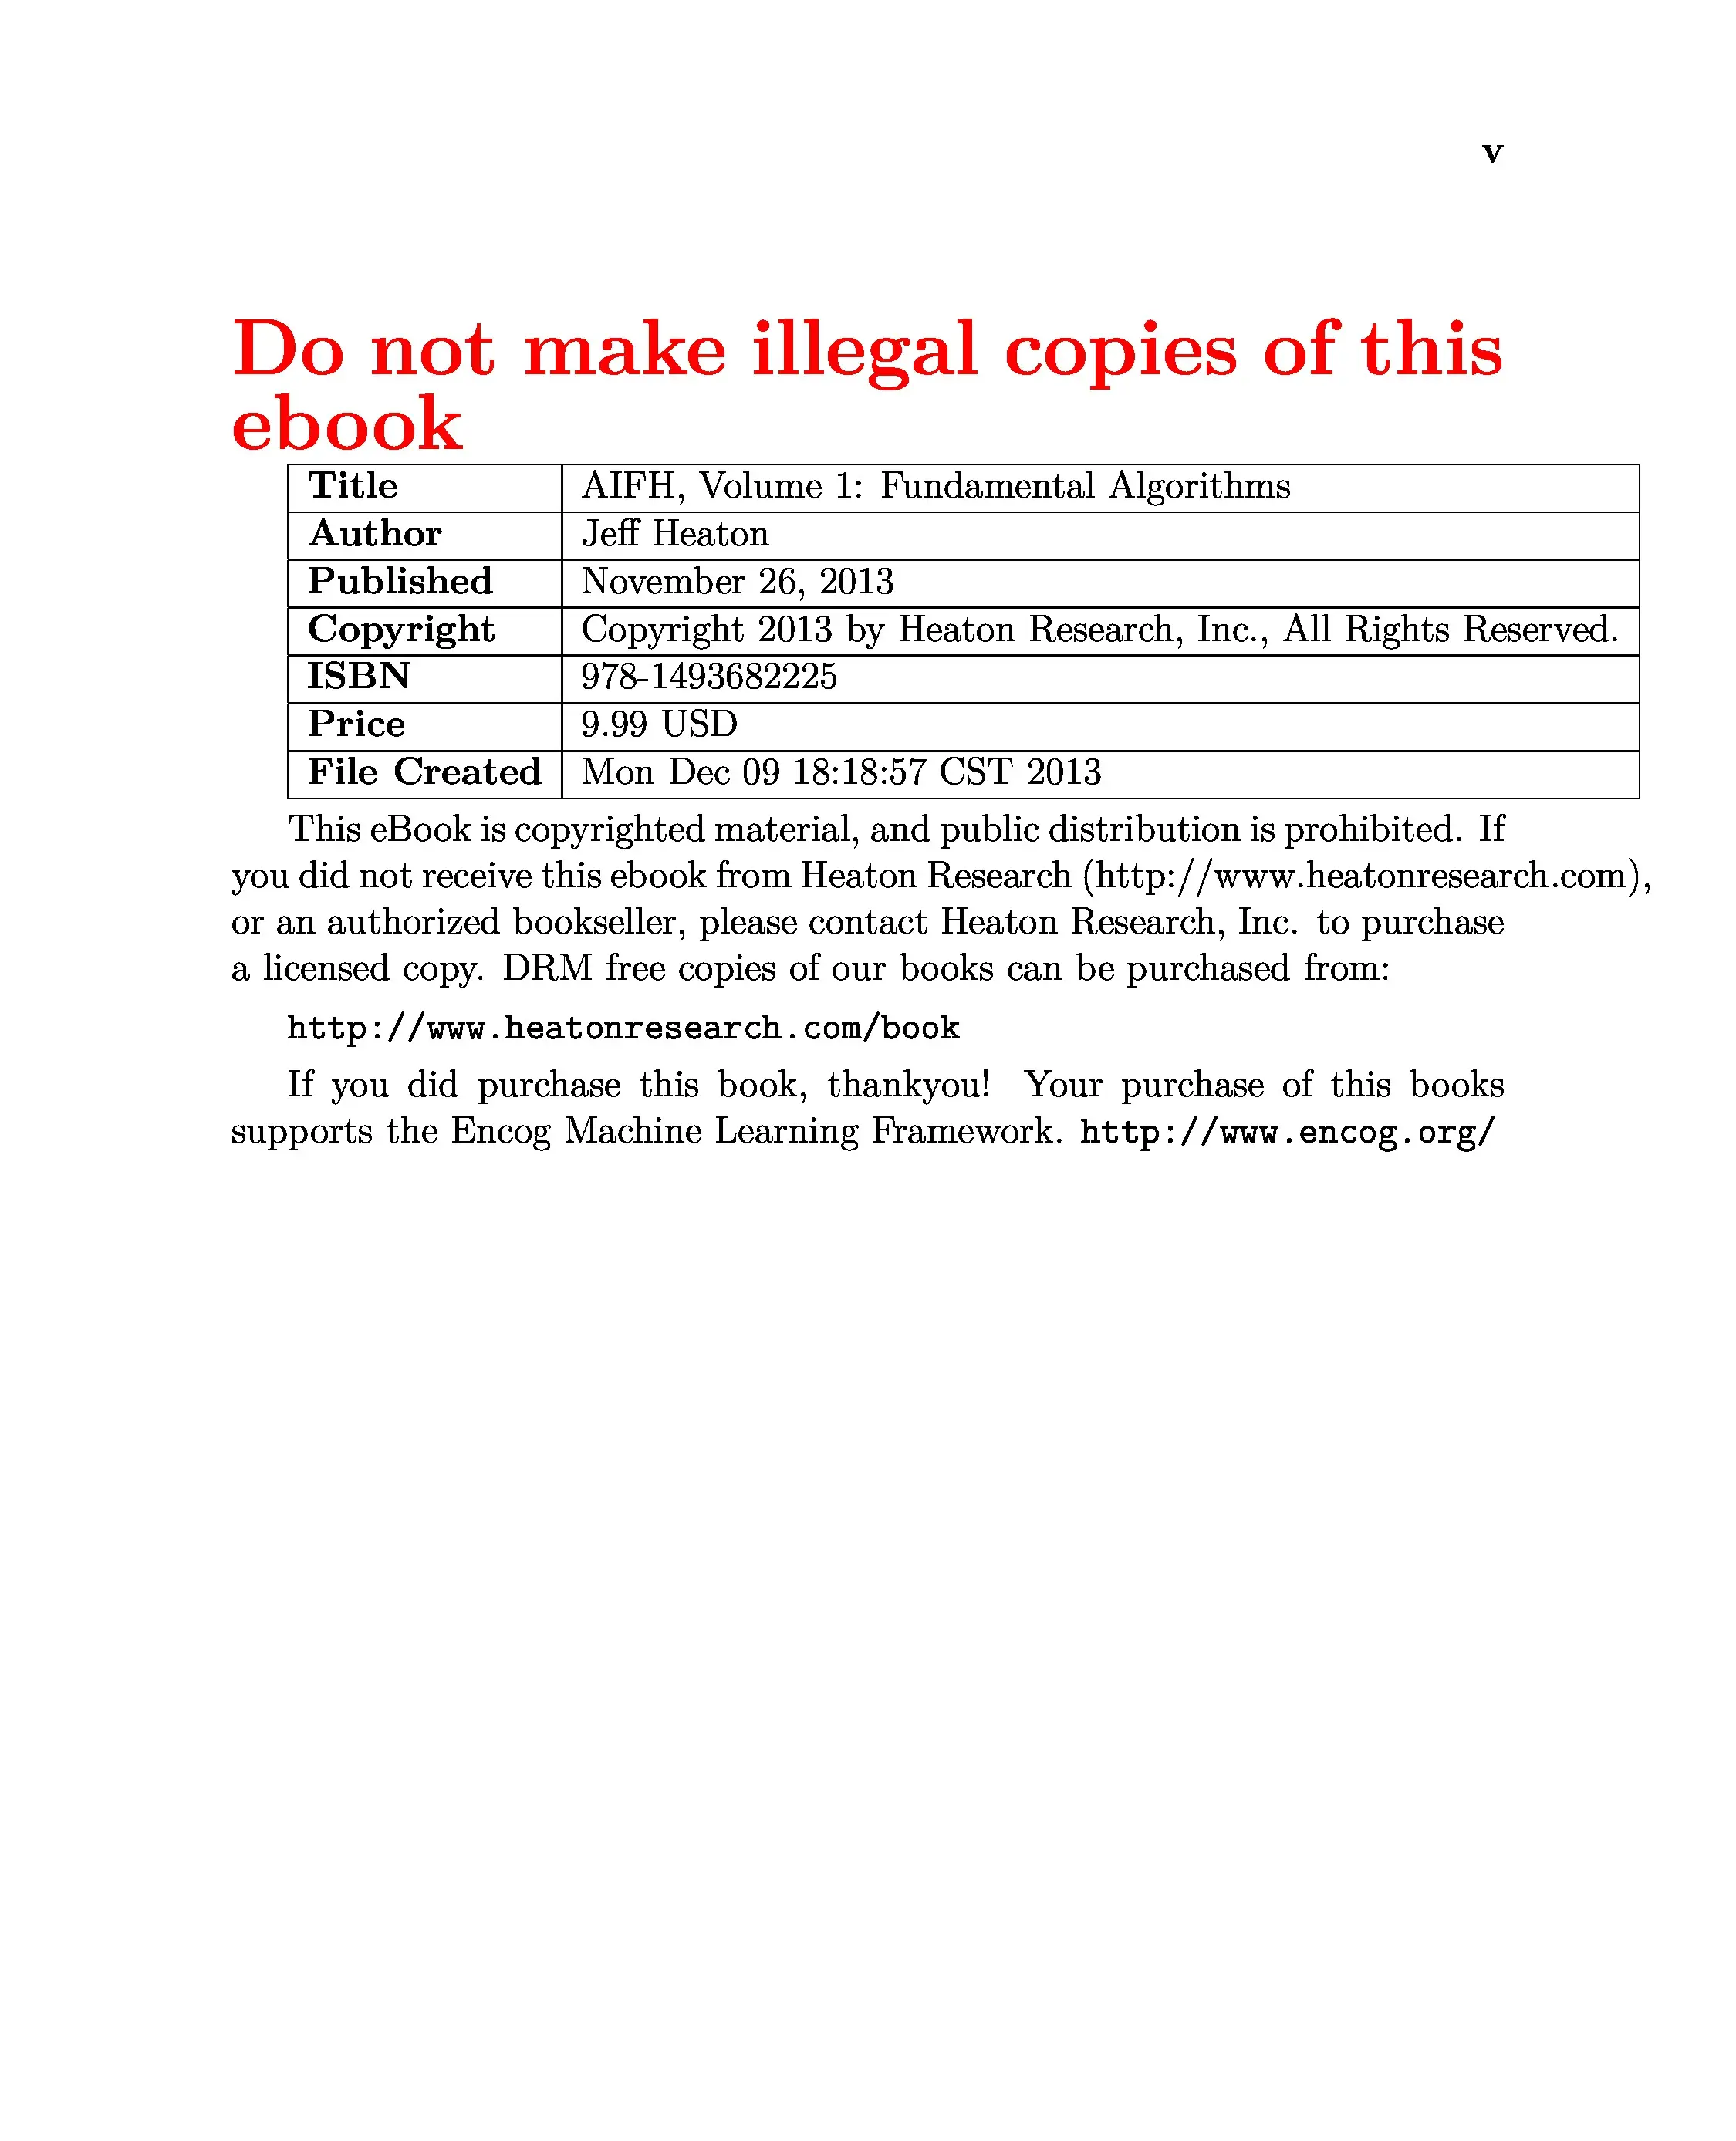 v
Do not make illegal copies of this
ebook
Title AIFH, Volume 1: Fundamental Algorithms
Author Jeff Heaton
Published November 26, 2013
Copyright Copyright 2013 by Heaton Research, Inc., All Rights Reserved.
ISBN 978-1493682225
Price 9.99 USD
File Created Mon Dec 09 18:18:57 CST 2013
This eBook is copyrighted material, and public distribution is prohibited. If
you did not receive this ebook from Heaton Research (http://www.heatonresearch.com),
or an authorized bookseller, please contact Heaton Research, Inc. to purchase
a licensed copy. DRM free copies of our books can be purchased from:
http://www.heatonresearch.com/book
If you did purchase this book, thankyou! Your purchase of this books
supports the Encog Machine Learning Framework. http://www.encog.org/